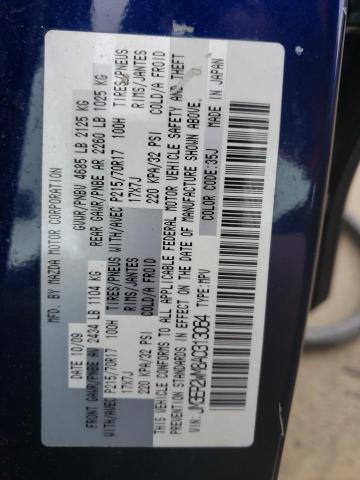 MFD. BY MAZDA MOTOR CORPORATION
DATE 10/09 GVWR/PNBV 4685 LB 2125 KG
FRONT GAWR/PNBE AV 2434 LB 1104 KG REAR GAWR/PNBE AR 2260 LB 1025 KG
WITH/AVEC P215/70R17 100H TIRES/PNEUS WITH/AVEC P215/70R17 100H TIRES/PNEUS
17X7J RIMS/JANTES 17X7J RIMS/JANTES
220 KPA/32 PSI COLD/A FROID 220 KPA/32 PSI COLD/A FROID
THIS VEHICLE CONFORMS TO ALL APPLICABLE FEDERAL MOTOR VEHICLE SAFETY AND THEFT
PREVENTION STANDARDS IN EFFECT ON THE DATE OF MANUFACTURE SHOWN ABOVE.
VIN: JM3ER2WM8A0313064 TYPE:MPV COLOR CODE:35J MADE IN JAPAN